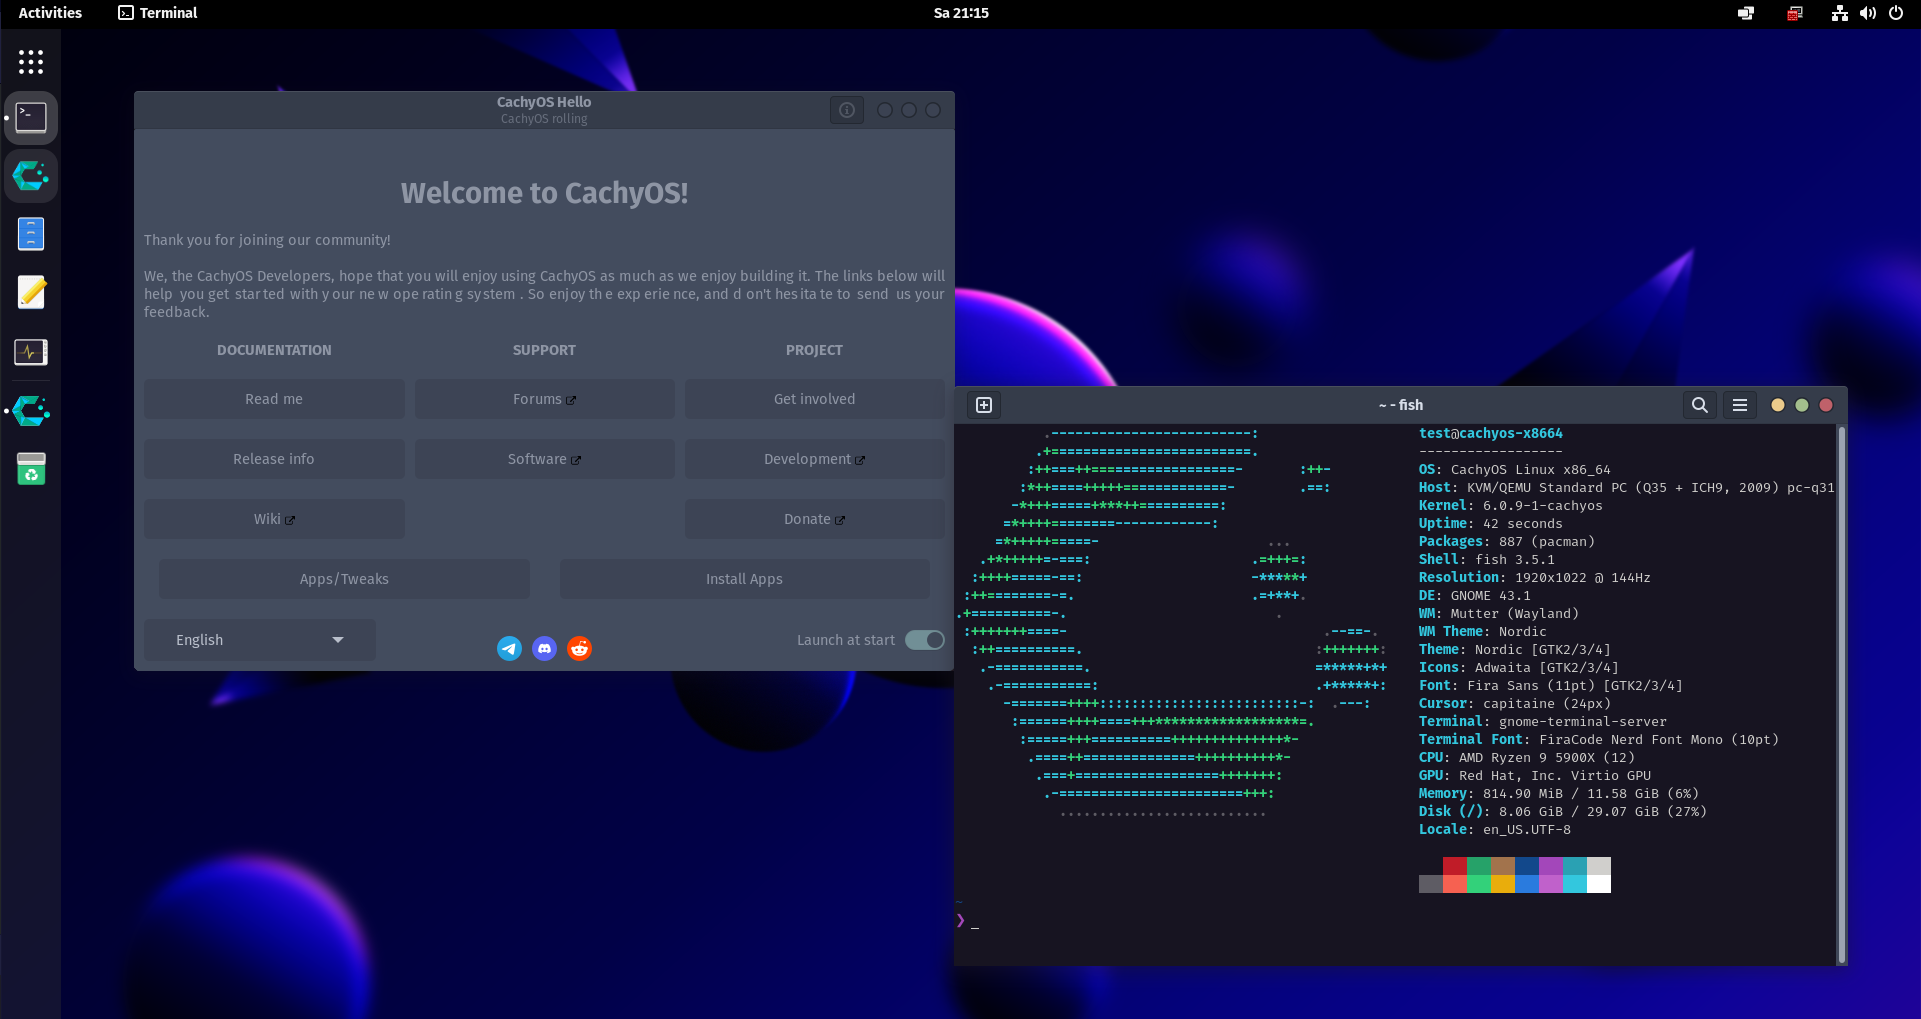 Activities
Terminal
Sa 21:15
CachyOS Hello
CachyOS rolling
Welcome to CachyOS!
Thank you for joining our community!
We, the CachyOS Developers, hope that you will enjoy using CachyOS as much as we enjoy building it. The links below will
help you get started with your new operating system. So enjoy the experience, and don't hesitate to send us your
feedback.
DOCUMENTATION
SUPPORT
PROJECT
Read me
Forums
Get involved
Release info
Software
Development
Wiki
Donate
Apps/Tweaks
Install Apps
English
Launch at start
~ - fish
test@cachyos-x8664
------------------
OS: CachyOS Linux x86_64
Host: KVM/QEMU Standard PC (Q35 + ICH9, 2009) pc-q31
Kernel: 6.0.9-1-cachyos
Uptime: 42 seconds
Packages: 887 (pacman)
Shell: fish 3.5.1
Resolution: 1920x1022 @ 144Hz
DE: GNOME 43.1
WM: Mutter (Wayland)
WM Theme: Nordic
Theme: Nordic [GTK2/3/4]
Icons: Adwaita [GTK2/3/4]
Font: Fira Sans (11pt) [GTK2/3/4]
Cursor: capitaine (24px)
Terminal: gnome-terminal-server
Terminal Font: FiraCode Nerd Font Mono (10pt)
CPU: AMD Ryzen 9 5900X (12)
GPU: Red Hat, Inc. Virtio GPU
Memory: 814.90 MiB / 11.58 GiB (6%)
Disk (/): 8.06 GiB / 29.07 GiB (27%)
Locale: en_US.UTF-8
~
❯ _